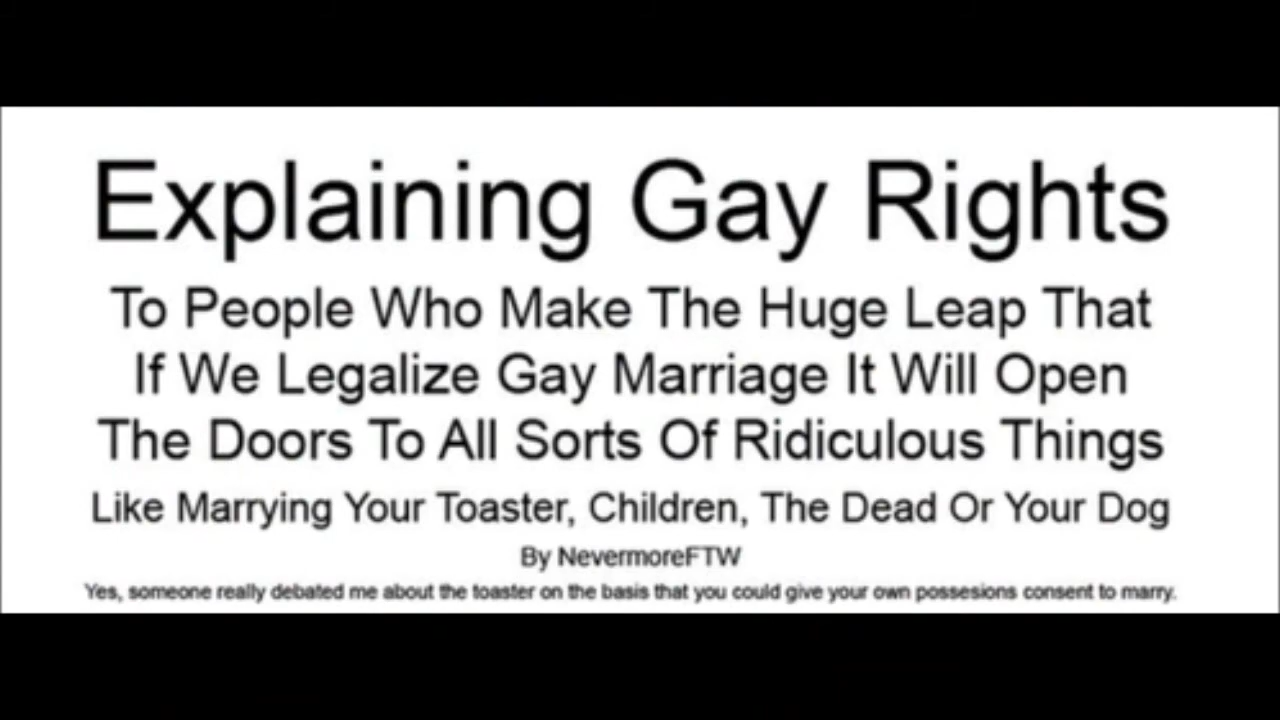 Explaining Gay Rights
To People Who Make The Huge Leap That
If We Legalize Gay Marriage It Will Open
The Doors To All Sorts Of Ridiculous Things
Like Marrying Your Toaster, Children, The Dead Or Your Dog
By NevermoreFTW
Yes, someone really debated me about the toaster on the basis that you could give your own possesions consent to marry.